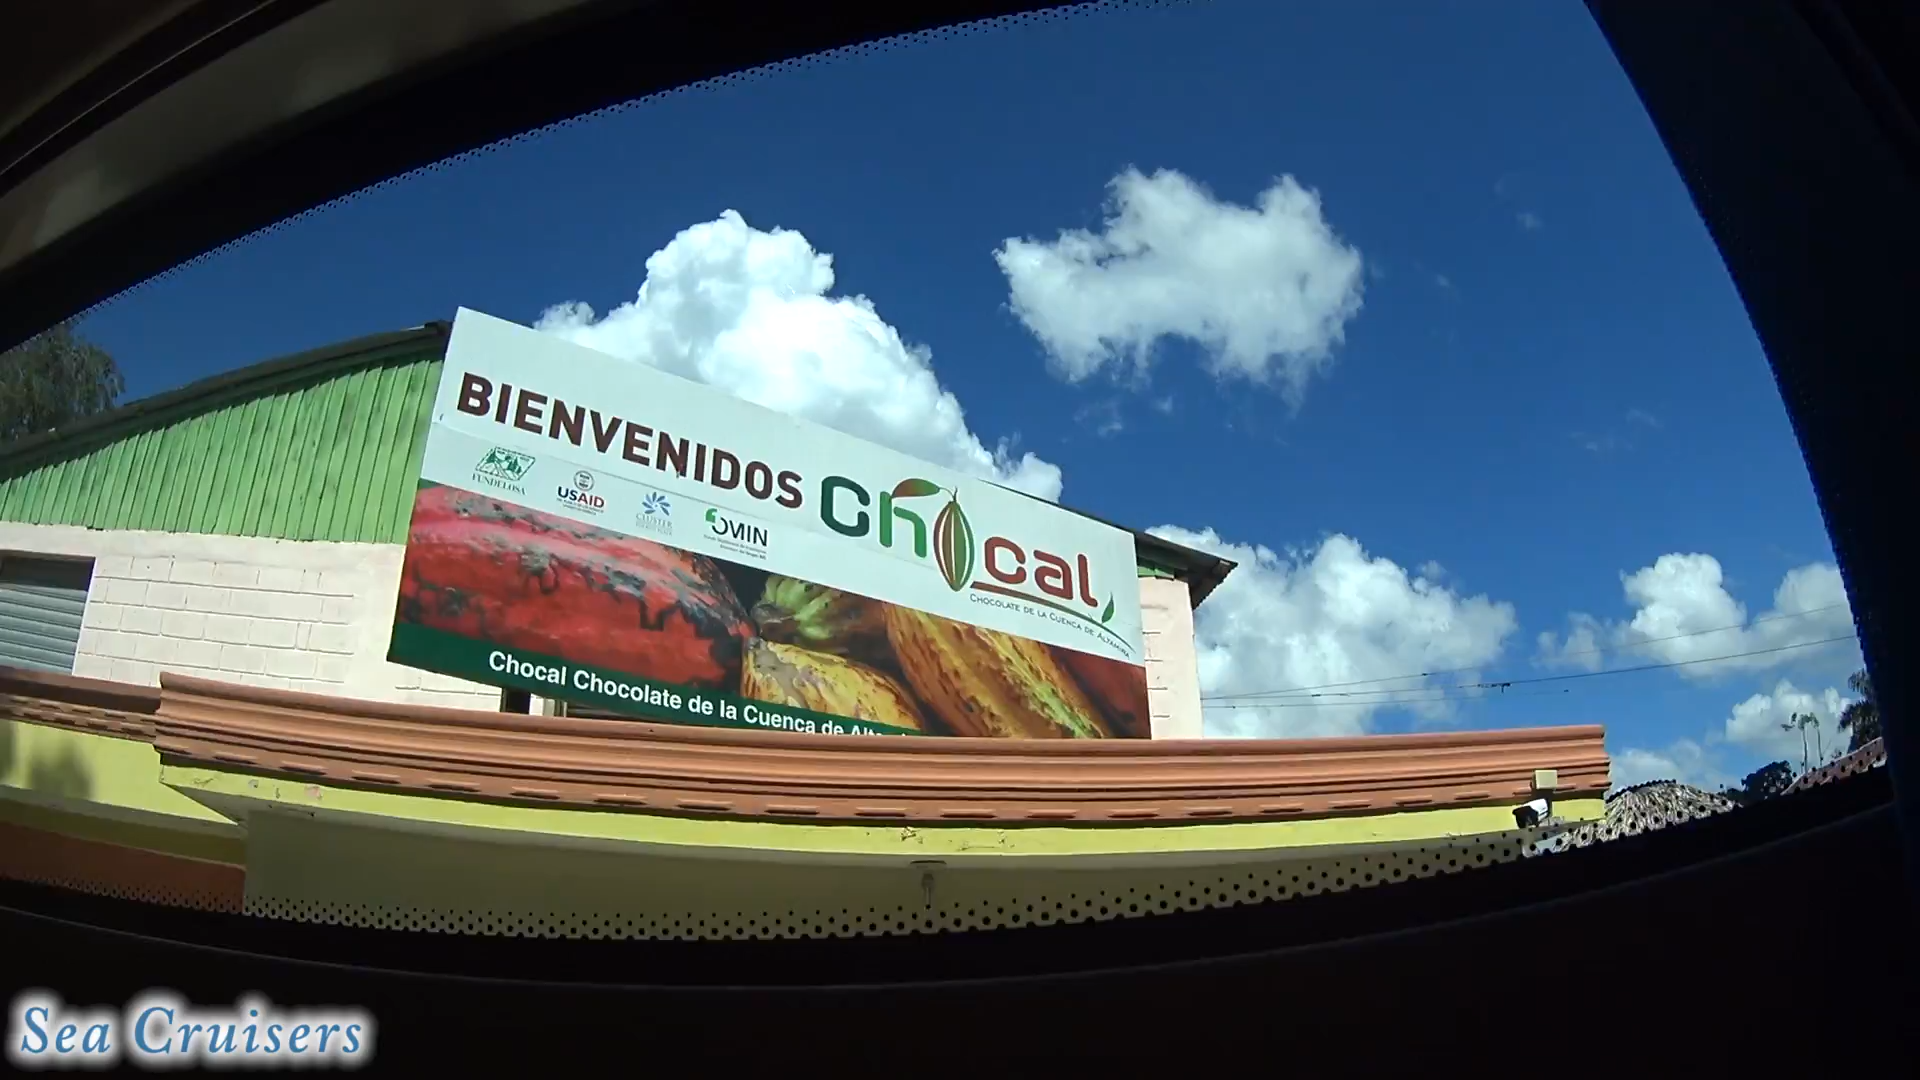 BIENVENIDOS
Chocal
CHOCOLATE DE LA CUENCA DE ALTAMIRA
FUNDELOSA
USAID
CLUSTER
OMIN
Chocal Chocolate de la Cuenca de
Sea Cruisers